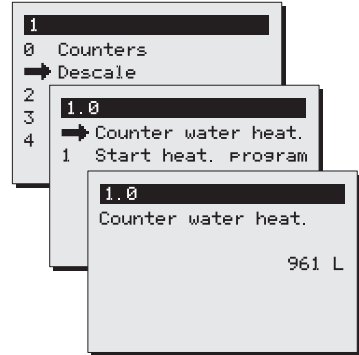 1
0 Counters
Descale
2
3
4
1.0
Counter water heat.
1 Start heat. program
1.0
Counter water heat.
961 L